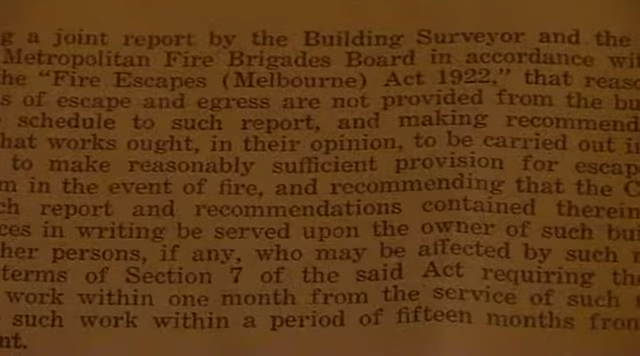 g a joint report by the Building Surveyor and the
Metropolitan Fire Brigades Board in accordance wit
he "Fire Escapes (Melbourne) Act 1922," that reaso
s of escape and egress are not provided from the bu
schedule to such report, and making recommend
hat works ought, in their opinion, to be carried out i
to make reasonably sufficient provision for escap
m in the event of fire, and recommending that the C
ch report and recommendations contained therein
ces in writing be served upon the owner of such bui
her persons, if any, who may be affected by such
terms of Section 7 of the said Act requiring th
work within one month from the service of such
such work within a period of fifteen months from
nt.